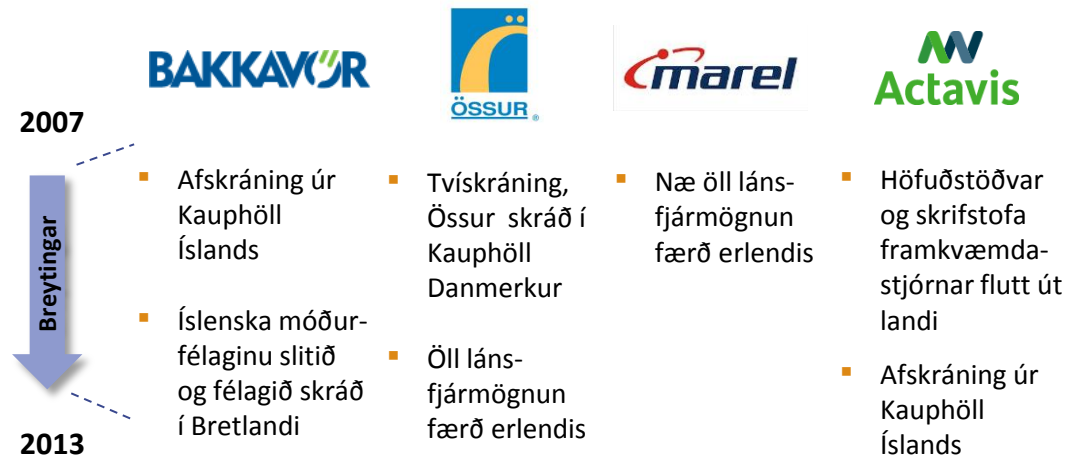 BAKKAVÖR
ÖSSUR®
marel
Actavis
2007
Breytingar
2013
Afskráning úr
Kauphöll
Íslands
Íslenska móður-
félaginu slitið
og félagið skráð
í Bretlandi
Tvískráning,
Össur skráð í
Kauphöll
Danmerkur
Öll láns-
fjármögnun
færð erlendis
Næ öll láns-
fjármögnun
færð erlendis
Höfuðstöðvar
og skrifstofa
framkvæmda-
stjórnar flutt út
landi
Afskráning úr
Kauphöll
Íslands